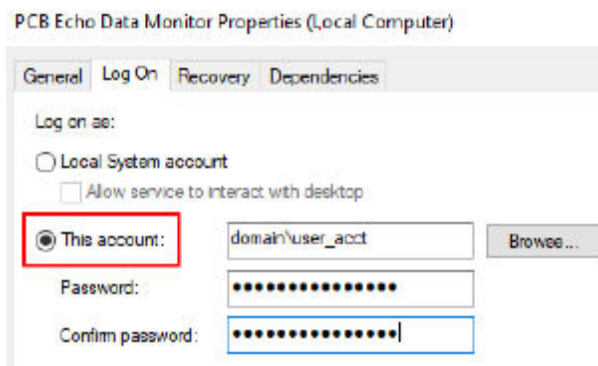 PCB Echo Data Monitor Properties (Local Computer)
General Log On Recovery Dependencies
Log on as:
Local System account
Allow service to interact with desktop
This account: domain\user_acct Browse...
Password: •••••••••••••••
Confirm password: •••••••••••••••